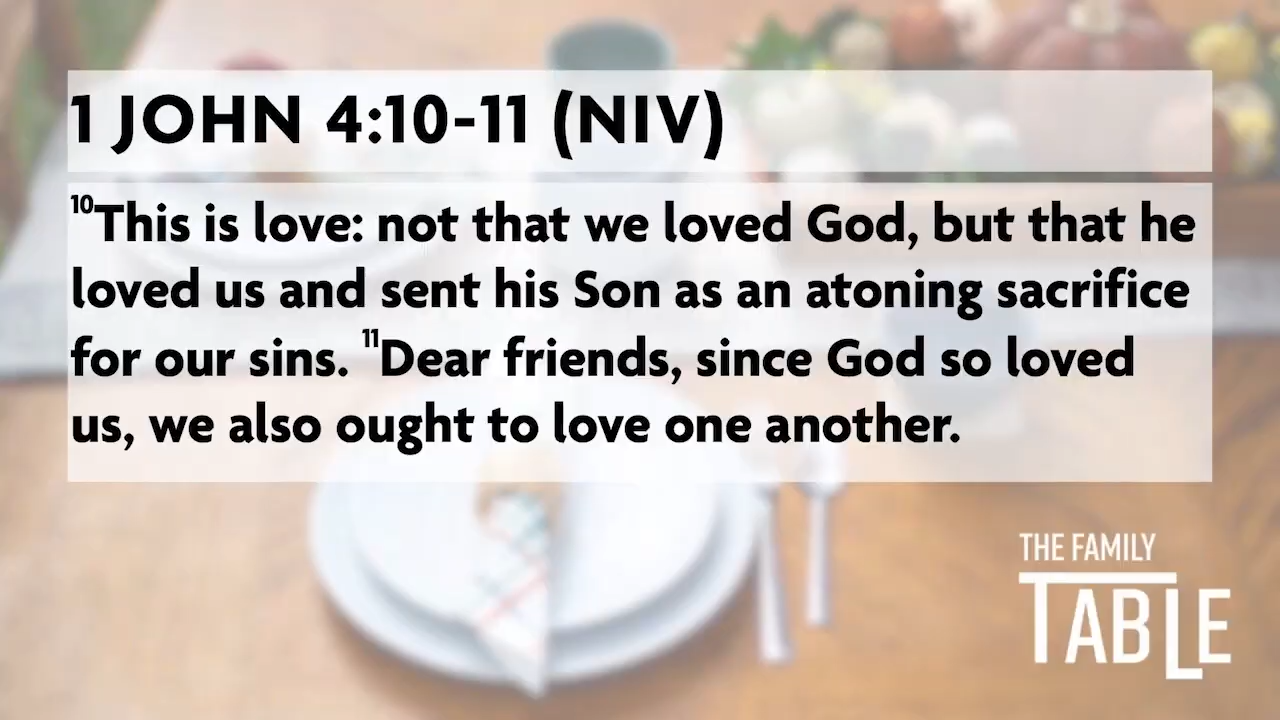 1 JOHN 4:10-11 (NIV)
10This is love: not that we loved God, but that he
loved us and sent his Son as an atoning sacrifice
for our sins. 11Dear friends, since God so loved
us, we also ought to love one another.
THE FAMILY
TABLE